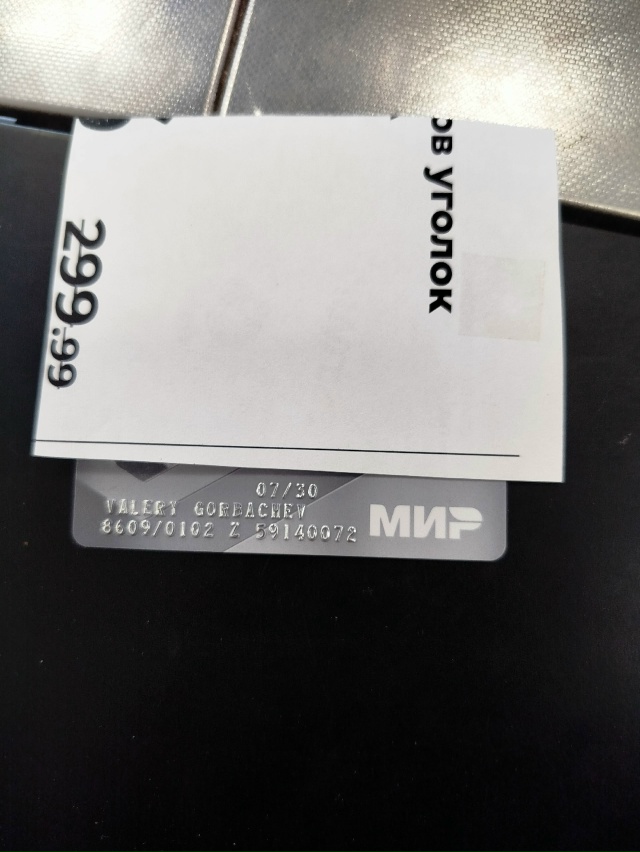 ов уголок
299.99
07/30
VALERY GORBACHEV
8609/0102 Z 59140072
МИР